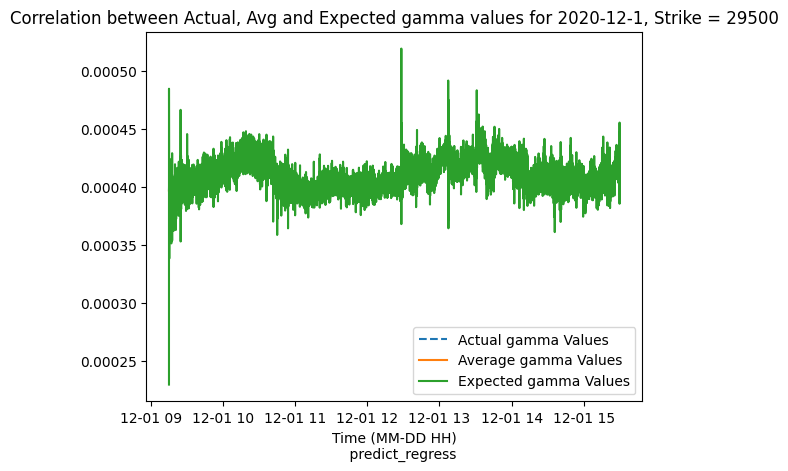 Correlation between Actual, Avg and Expected gamma values for 2020-12-1, Strike = 29500
0.00050
0.00045
0.00040
0.00035
0.00030
0.00025
Actual gamma Values
Average gamma Values
Expected gamma Values
12-01 09 12-01 10 12-01 11 12-01 12 12-01 13 12-01 14 12-01 15
Time (MM-DD HH)
predict_regress